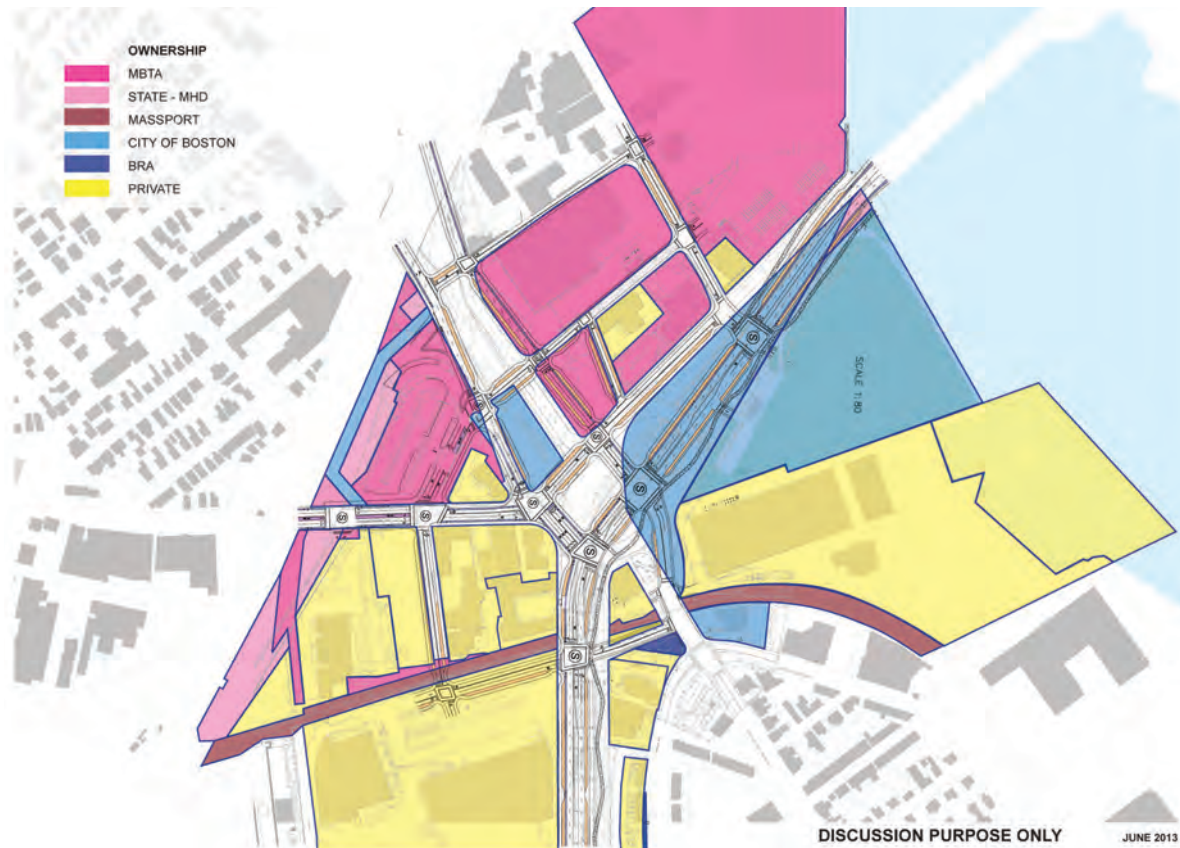 OWNERSHIP
MBTA
STATE - MHD
MASSPORT
CITY OF BOSTON
BRA
PRIVATE
S
SCALE 1:80
S
S
S
S
S
S
S
DISCUSSION PURPOSE ONLY
JUNE 2013